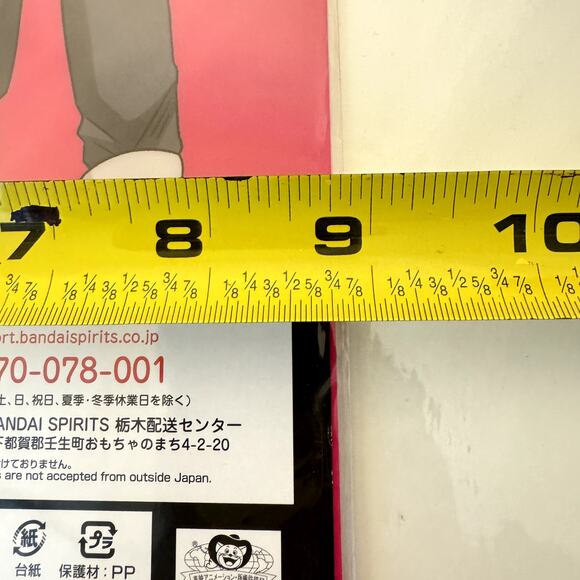 7 8 9 10
3/4 7/8 1/8 1/4 3/8 1/2 5/8 3/4 7/8 1/8 1/4 3/8 1/2 5/8 3/4 7/8 1/8 1/4 3/8 1/2 5/8 3/4 7/8 1/8 1/4
ort.bandaispirits.co.jp
70-078-001
土、日、祝日、夏季・冬季休業日を除く)
ANDAI SPIRITS 栃木配送センター
下都賀郡壬生町おもちゃのまち4-2-20
けておりません。
s are not accepted from outside Japan.
紙 プラ
台紙 保護材:PP